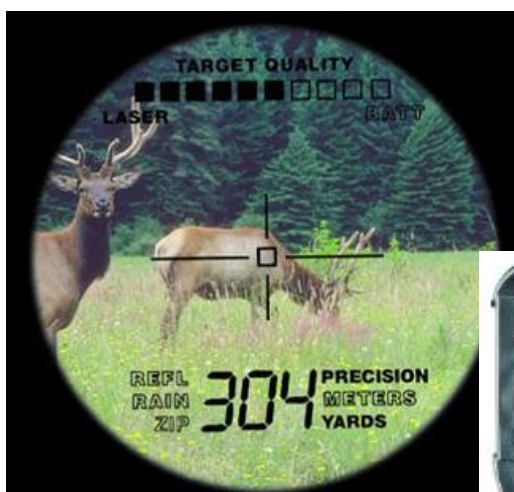 TARGET QUALITY
LASER BATT
REFL 304 PRECISION
RAIN METERS
ZIP YARDS